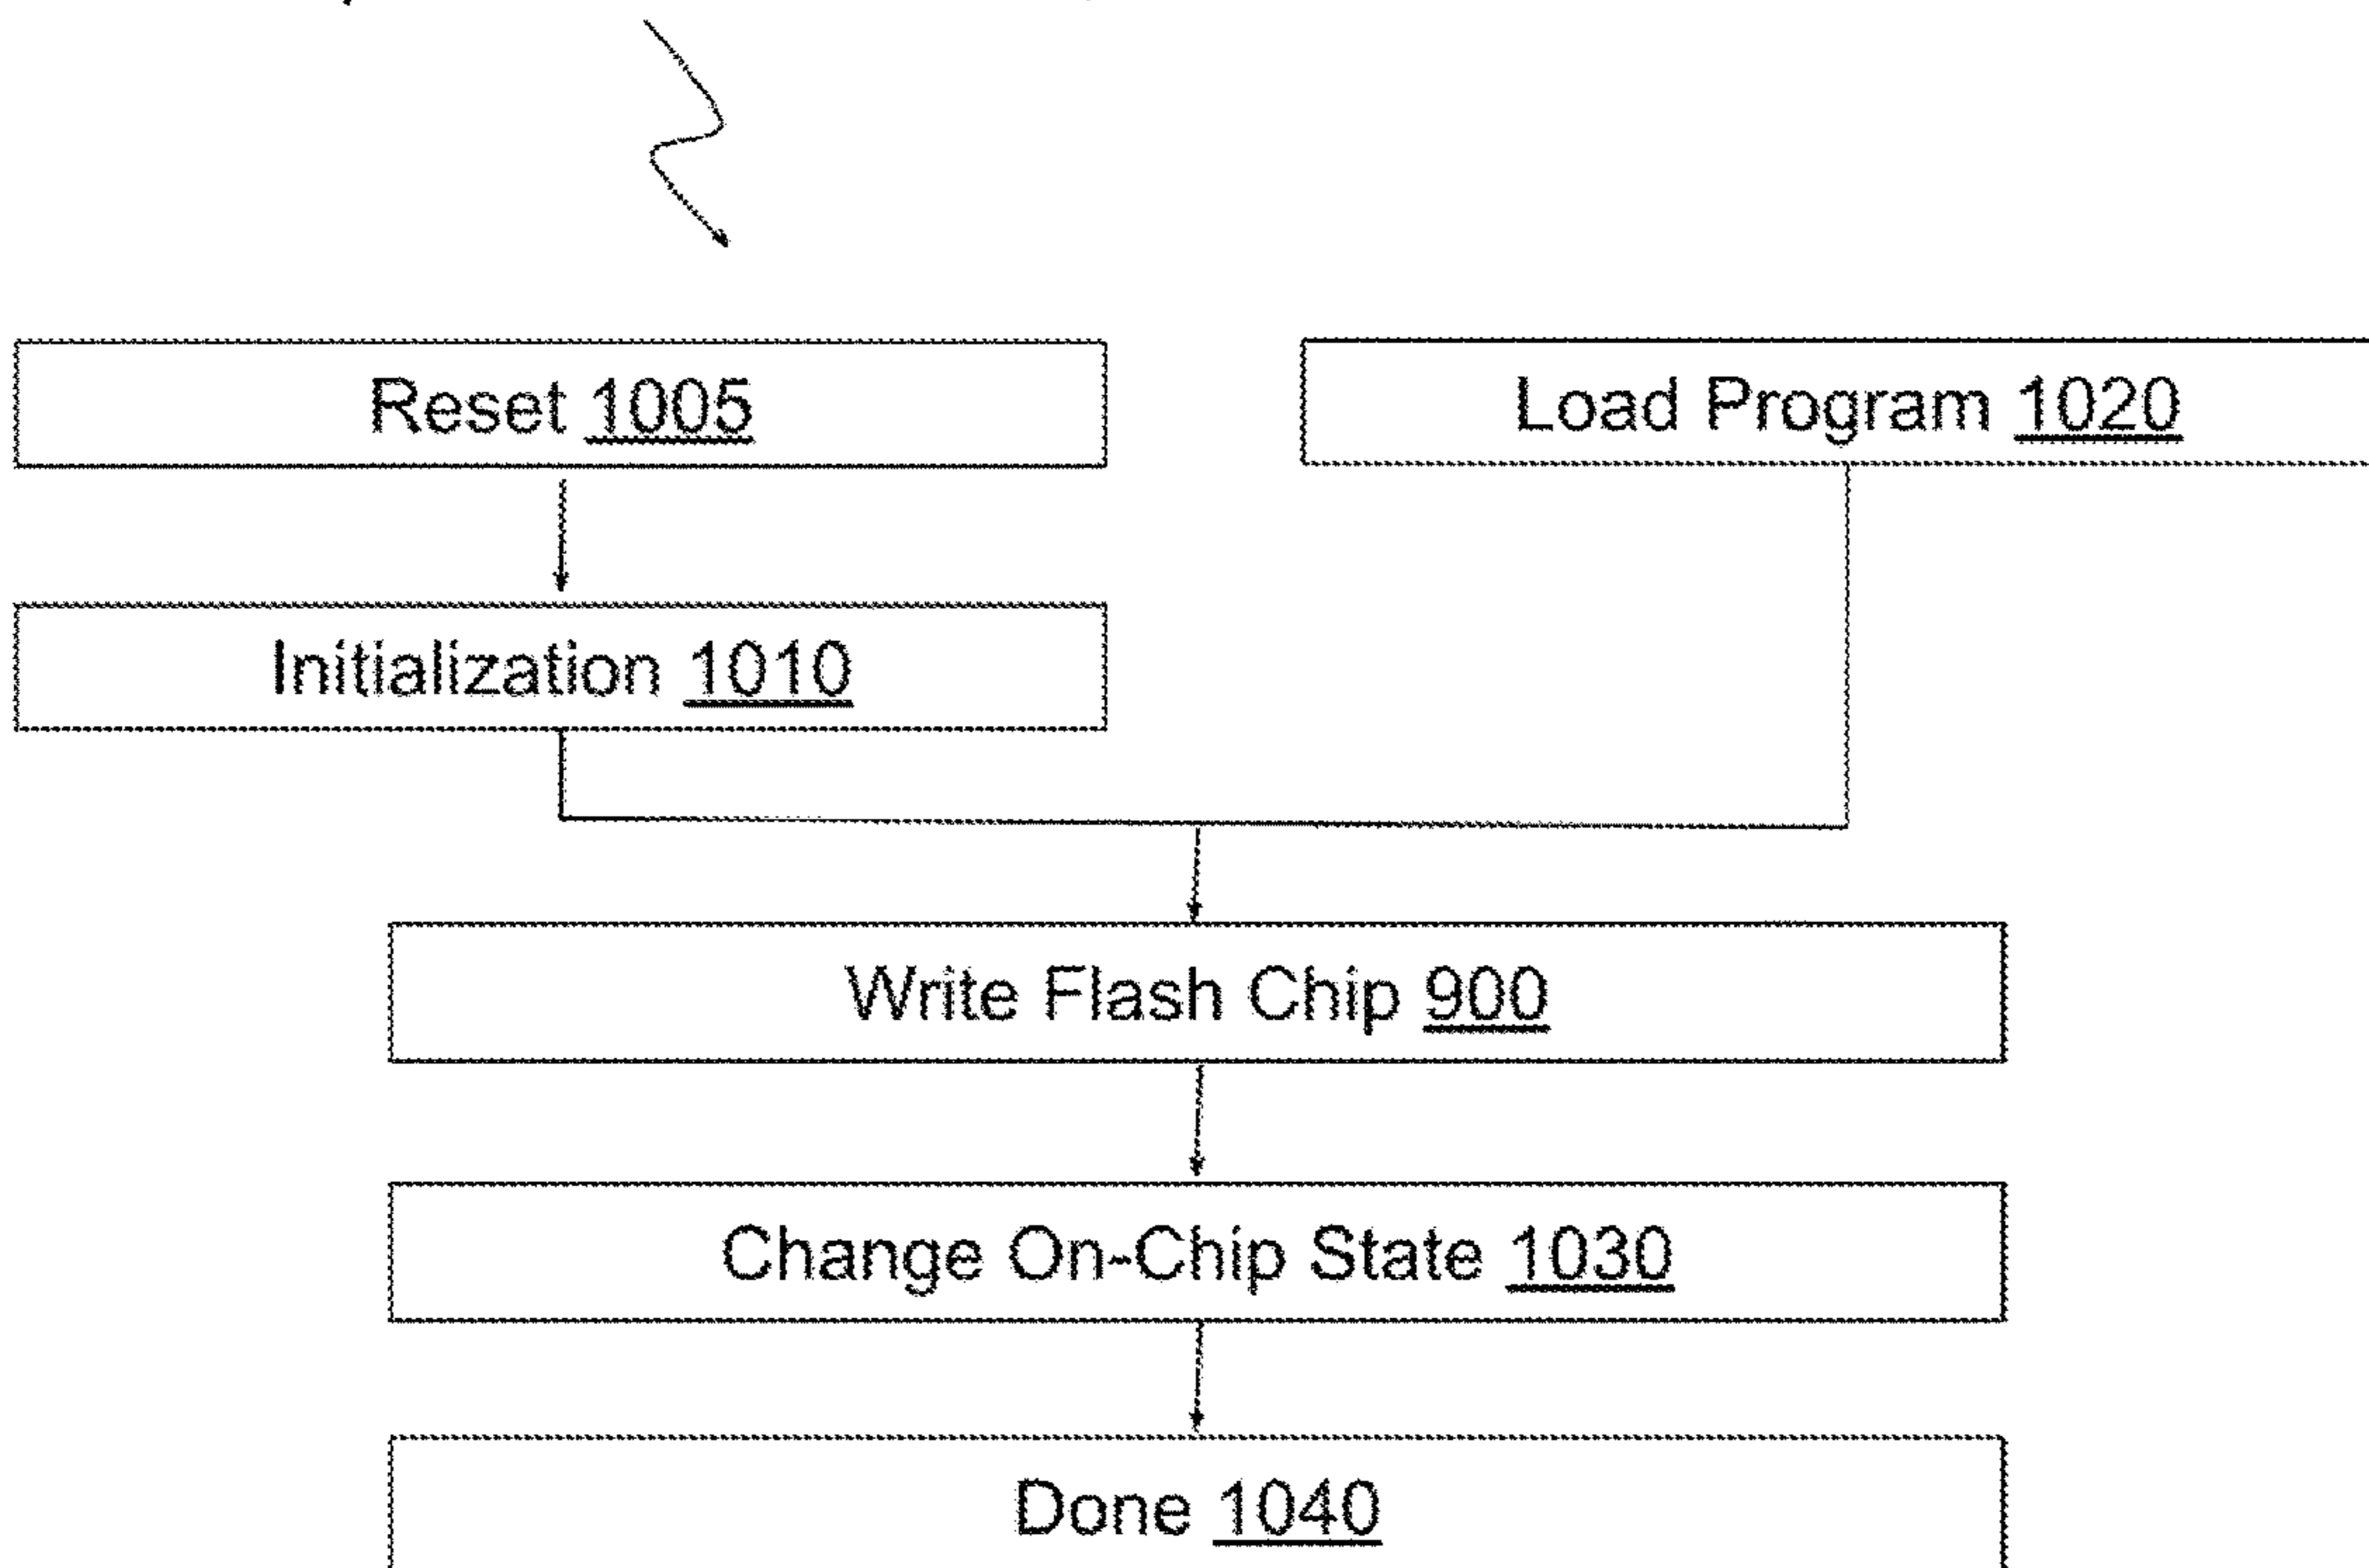 Reset 1005
Load Program 1020
Initialization 1010
Write Flash Chip 900
Change On-Chip State 1030
Done 1040